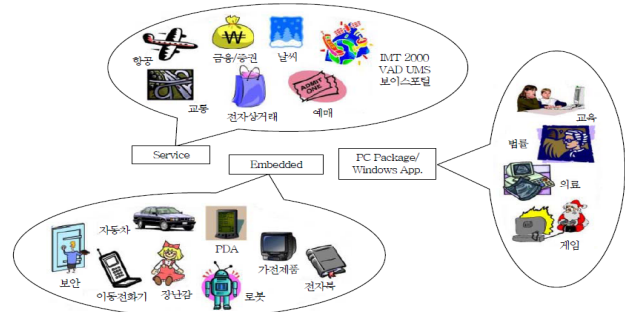 항공
금융/증권
날씨
IMT 2000
VAD UMS
보이스포털
교통
전자상거래
예매
Service
Embedded
PC Package/
Windows App.
교육
법률
의료
게임
자동차
PDA
가전제품
전자북
보안
이동전화기
장난감
로봇
₩
ADMIT
ONE